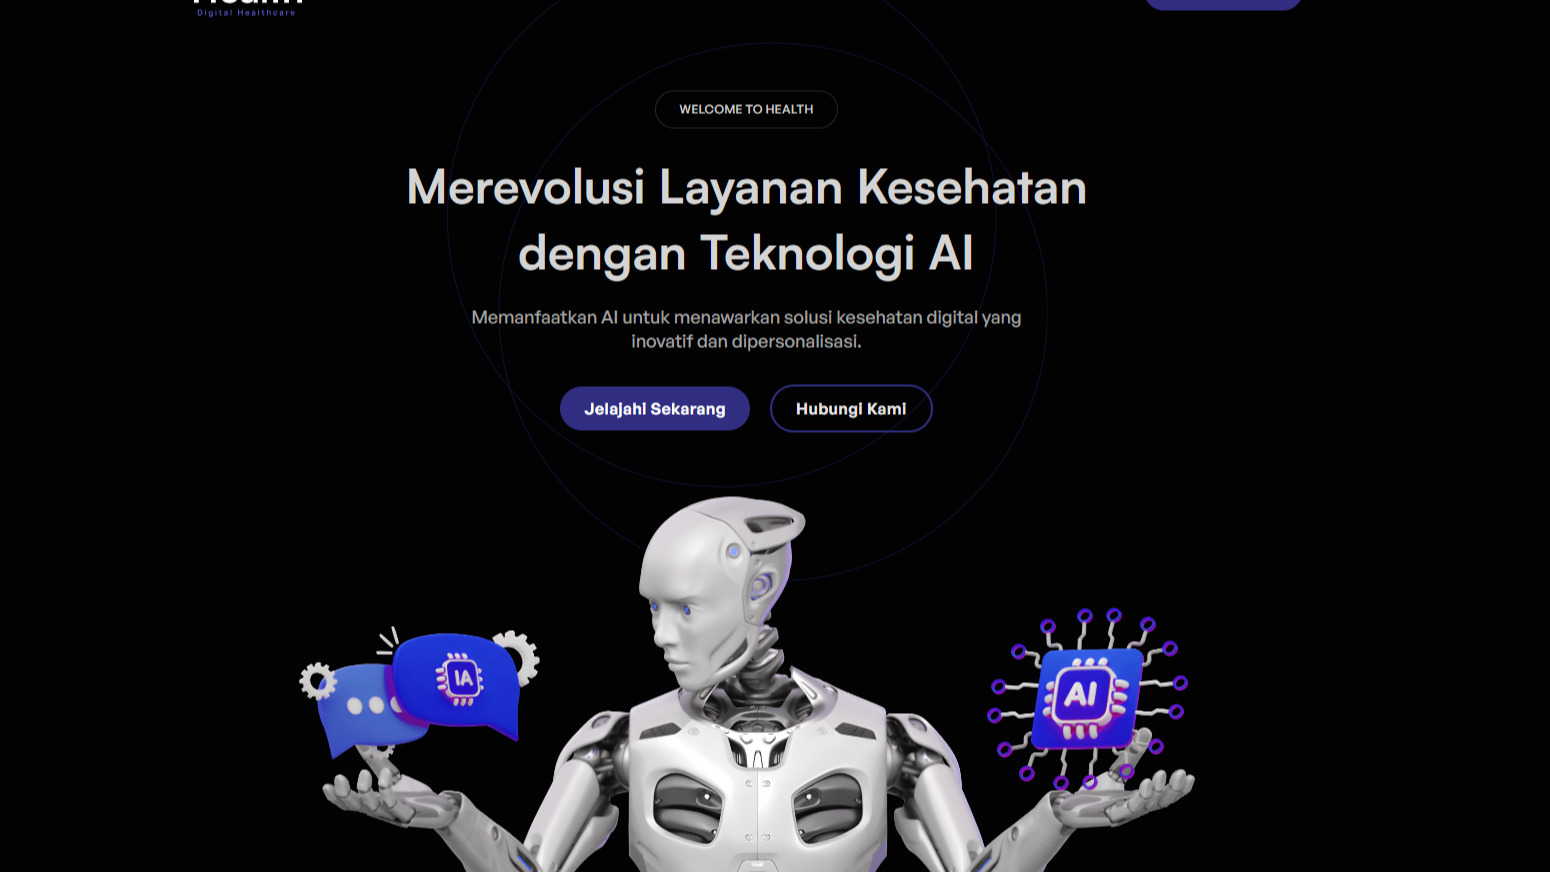 Digital Healthcare
WELCOME TO HEALTH
Merevolusi Layanan Kesehatan
dengan Teknologi AI
Memanfaatkan AI untuk menawarkan solusi kesehatan digital yang
inovatif dan dipersonalisasi.
Jelajahi Sekarang
Hubungi Kami
IA
AI